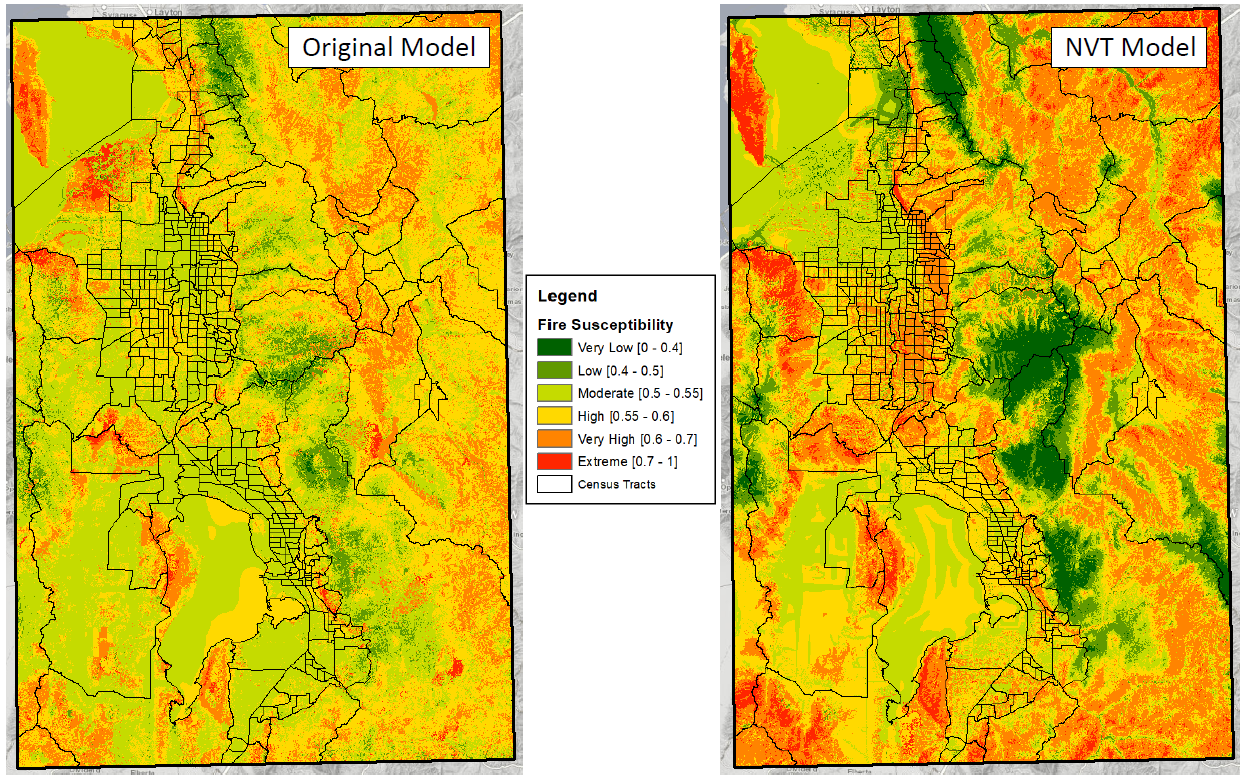 Syracuse Layton
Original Model
NVT Model
Legend
Fire Susceptibility
Very Low [0 - 0.4]
Low [0.4 - 0.5]
Moderate [0.5 - 0.55]
High [0.55 - 0.6]
Very High [0.6 - 0.7]
Extreme [0.7 - 1]
Census Tracts
Elberta